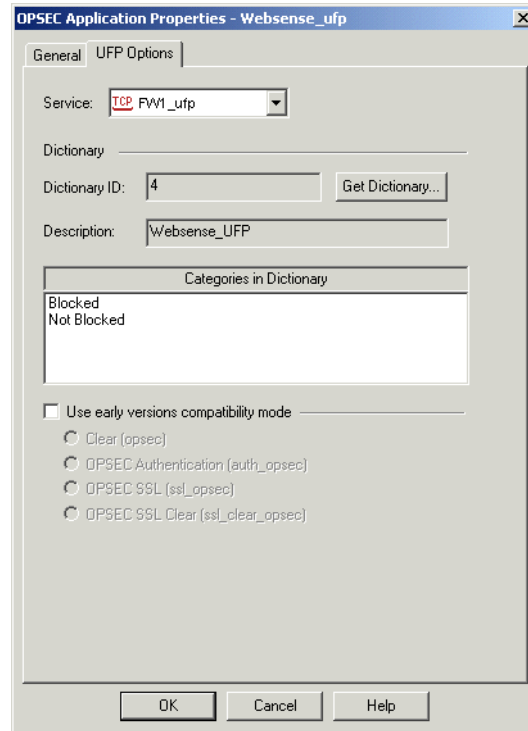 OPSEC Application Properties - Websense_ufp
General UFP Options
Service: TCP FW1_ufp
Dictionary
Dictionary ID: 4 Get Dictionary...
Description: Websense_UFP
Categories in Dictionary
Blocked
Not Blocked
Use early versions compatibility mode
Clear (opsec)
OPSEC Authentication (auth_opsec)
OPSEC SSL (ssl_opsec)
OPSEC SSL Clear (ssl_clear_opsec)
OK Cancel Help